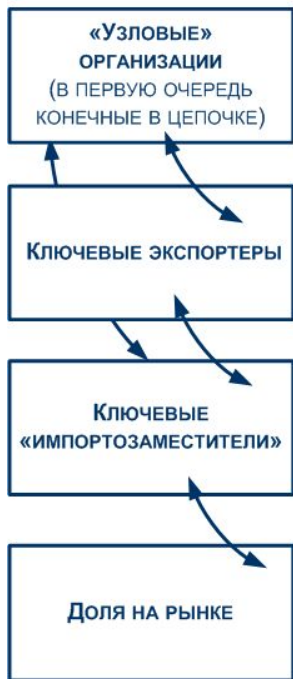 «Узловые»
организации
(в первую очередь
конечные в цепочке)
Ключевые экспортеры
Ключевые
«импортозаместители»
Доля на рынке